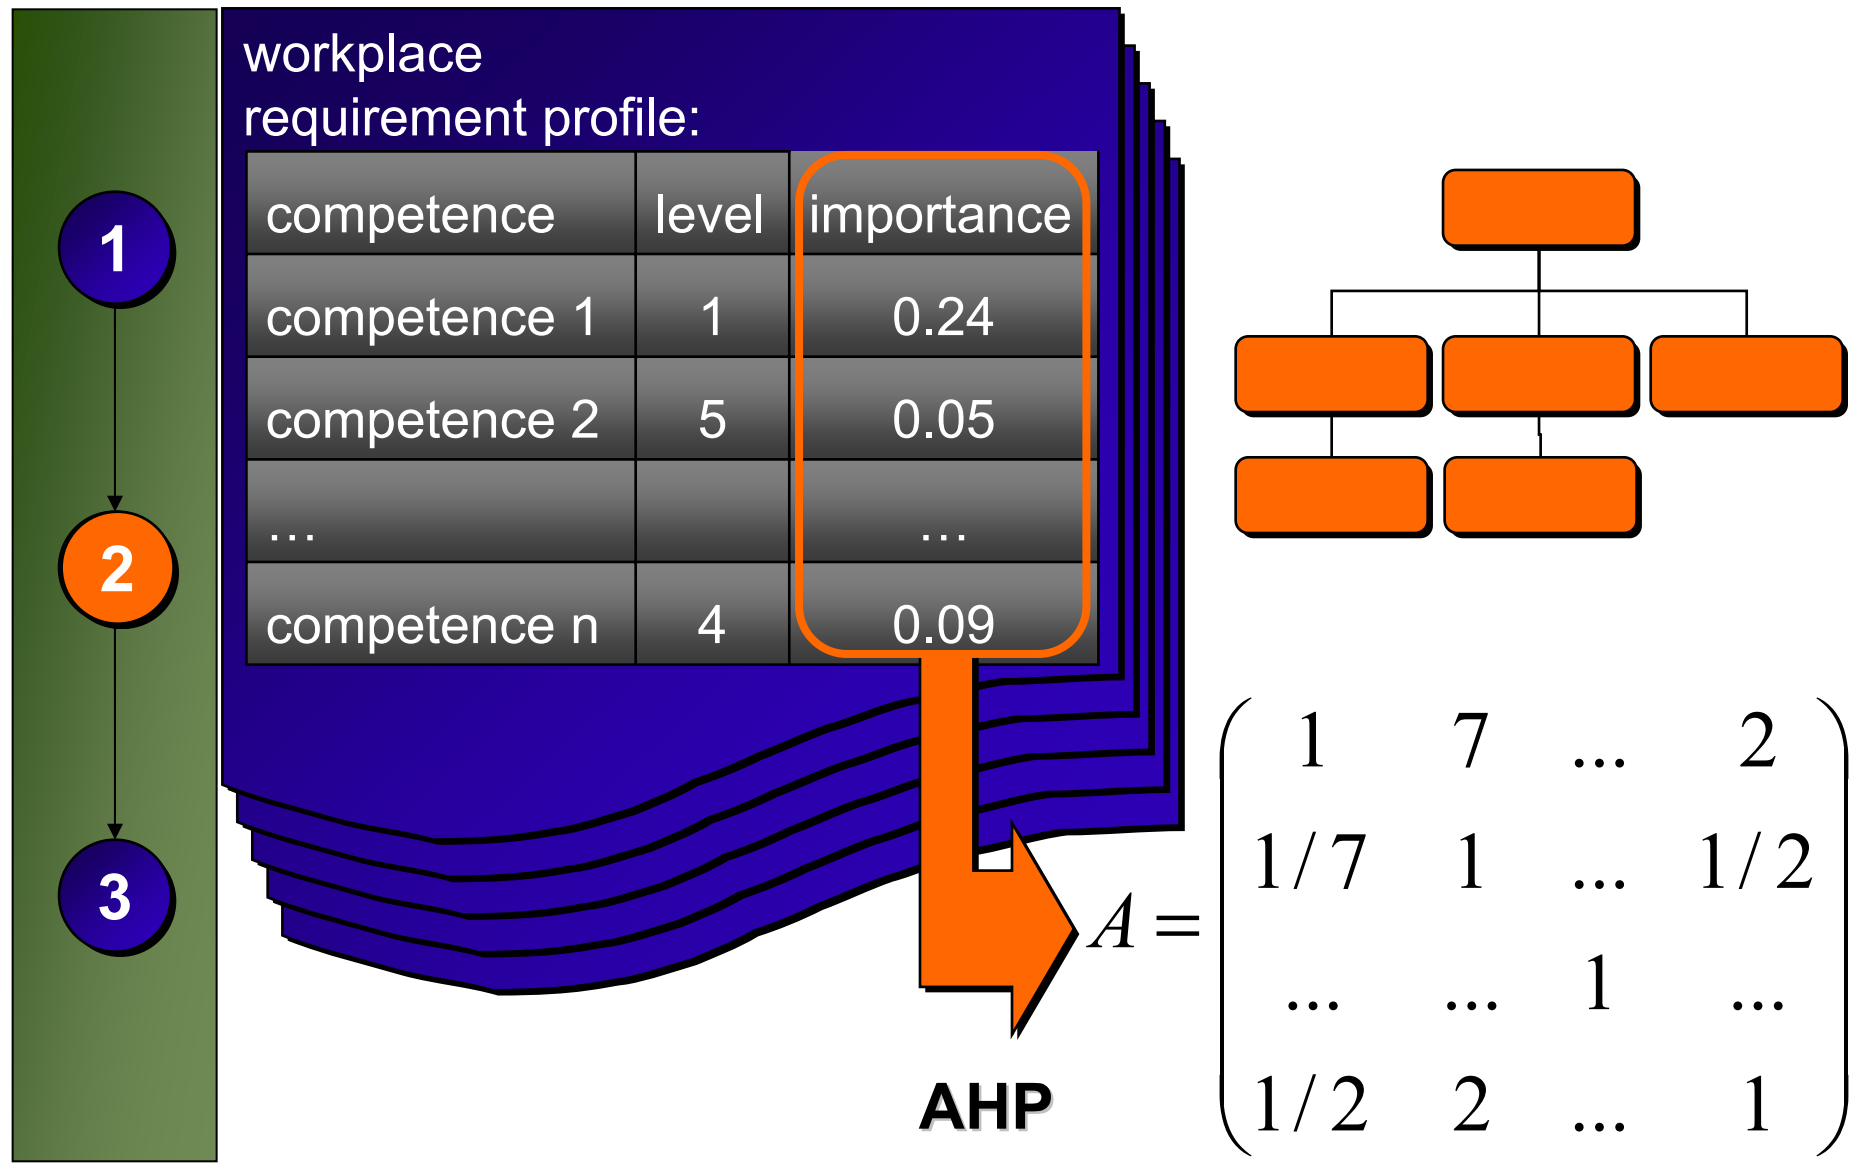 workplace
requirement profile:
competence level importance
competence 1 1 0.24
competence 2 5 0.05
... ...
competence n 4 0.09
1
2
3
AHP
A =
1 7 ... 2
1/7 1 ... 1/2
... ... 1 ...
1/2 2 ... 1